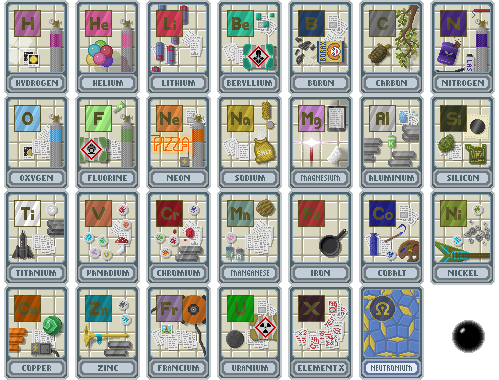 H He Li Be B C N
BORX
HYDROGEN HELIUM LITHIUM BERYLLIUM BORON CARBON NITROGEN
O F Ne Na Mg Al Si
PIZZA
OXYGEN FLUORINE NEON SODIUM MAGNESIUM ALUMINUM SILICON
Ti V Cr Mn Fe Co Ni
TITANIUM VANADIUM CHROMIUM MANGANESE IRON COBALT NICKEL
Cu Zn Fr U X Ω
COPPER ZINC FRANCIUM URANIUM ELEMENT X NEUTRONIUM